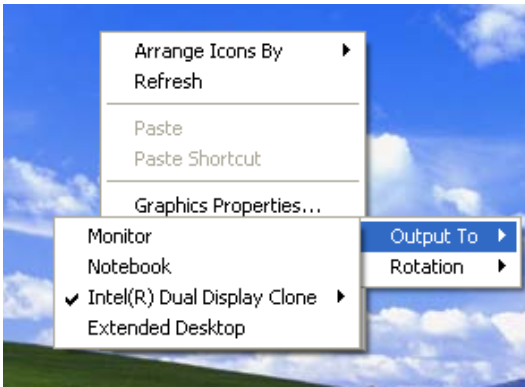 Arrange Icons By
Refresh
Paste
Paste Shortcut
Graphics Properties...
Output To
Rotation
Monitor
Notebook
Intel(R) Dual Display Clone
Extended Desktop